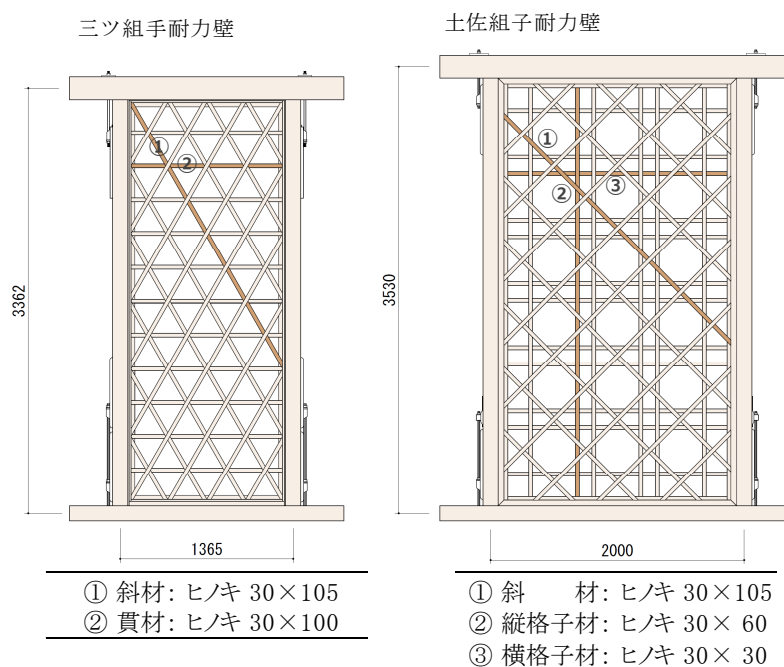 三ツ組手耐力壁
①
②
3362
1365
① 斜材: ヒノキ 30×105
② 貫材: ヒノキ 30×100
土佐組子耐力壁
①
③
②
3530
2000
① 斜　　材: ヒノキ 30×105
② 縦格子材: ヒノキ 30× 60
③ 横格子材: ヒノキ 30× 30